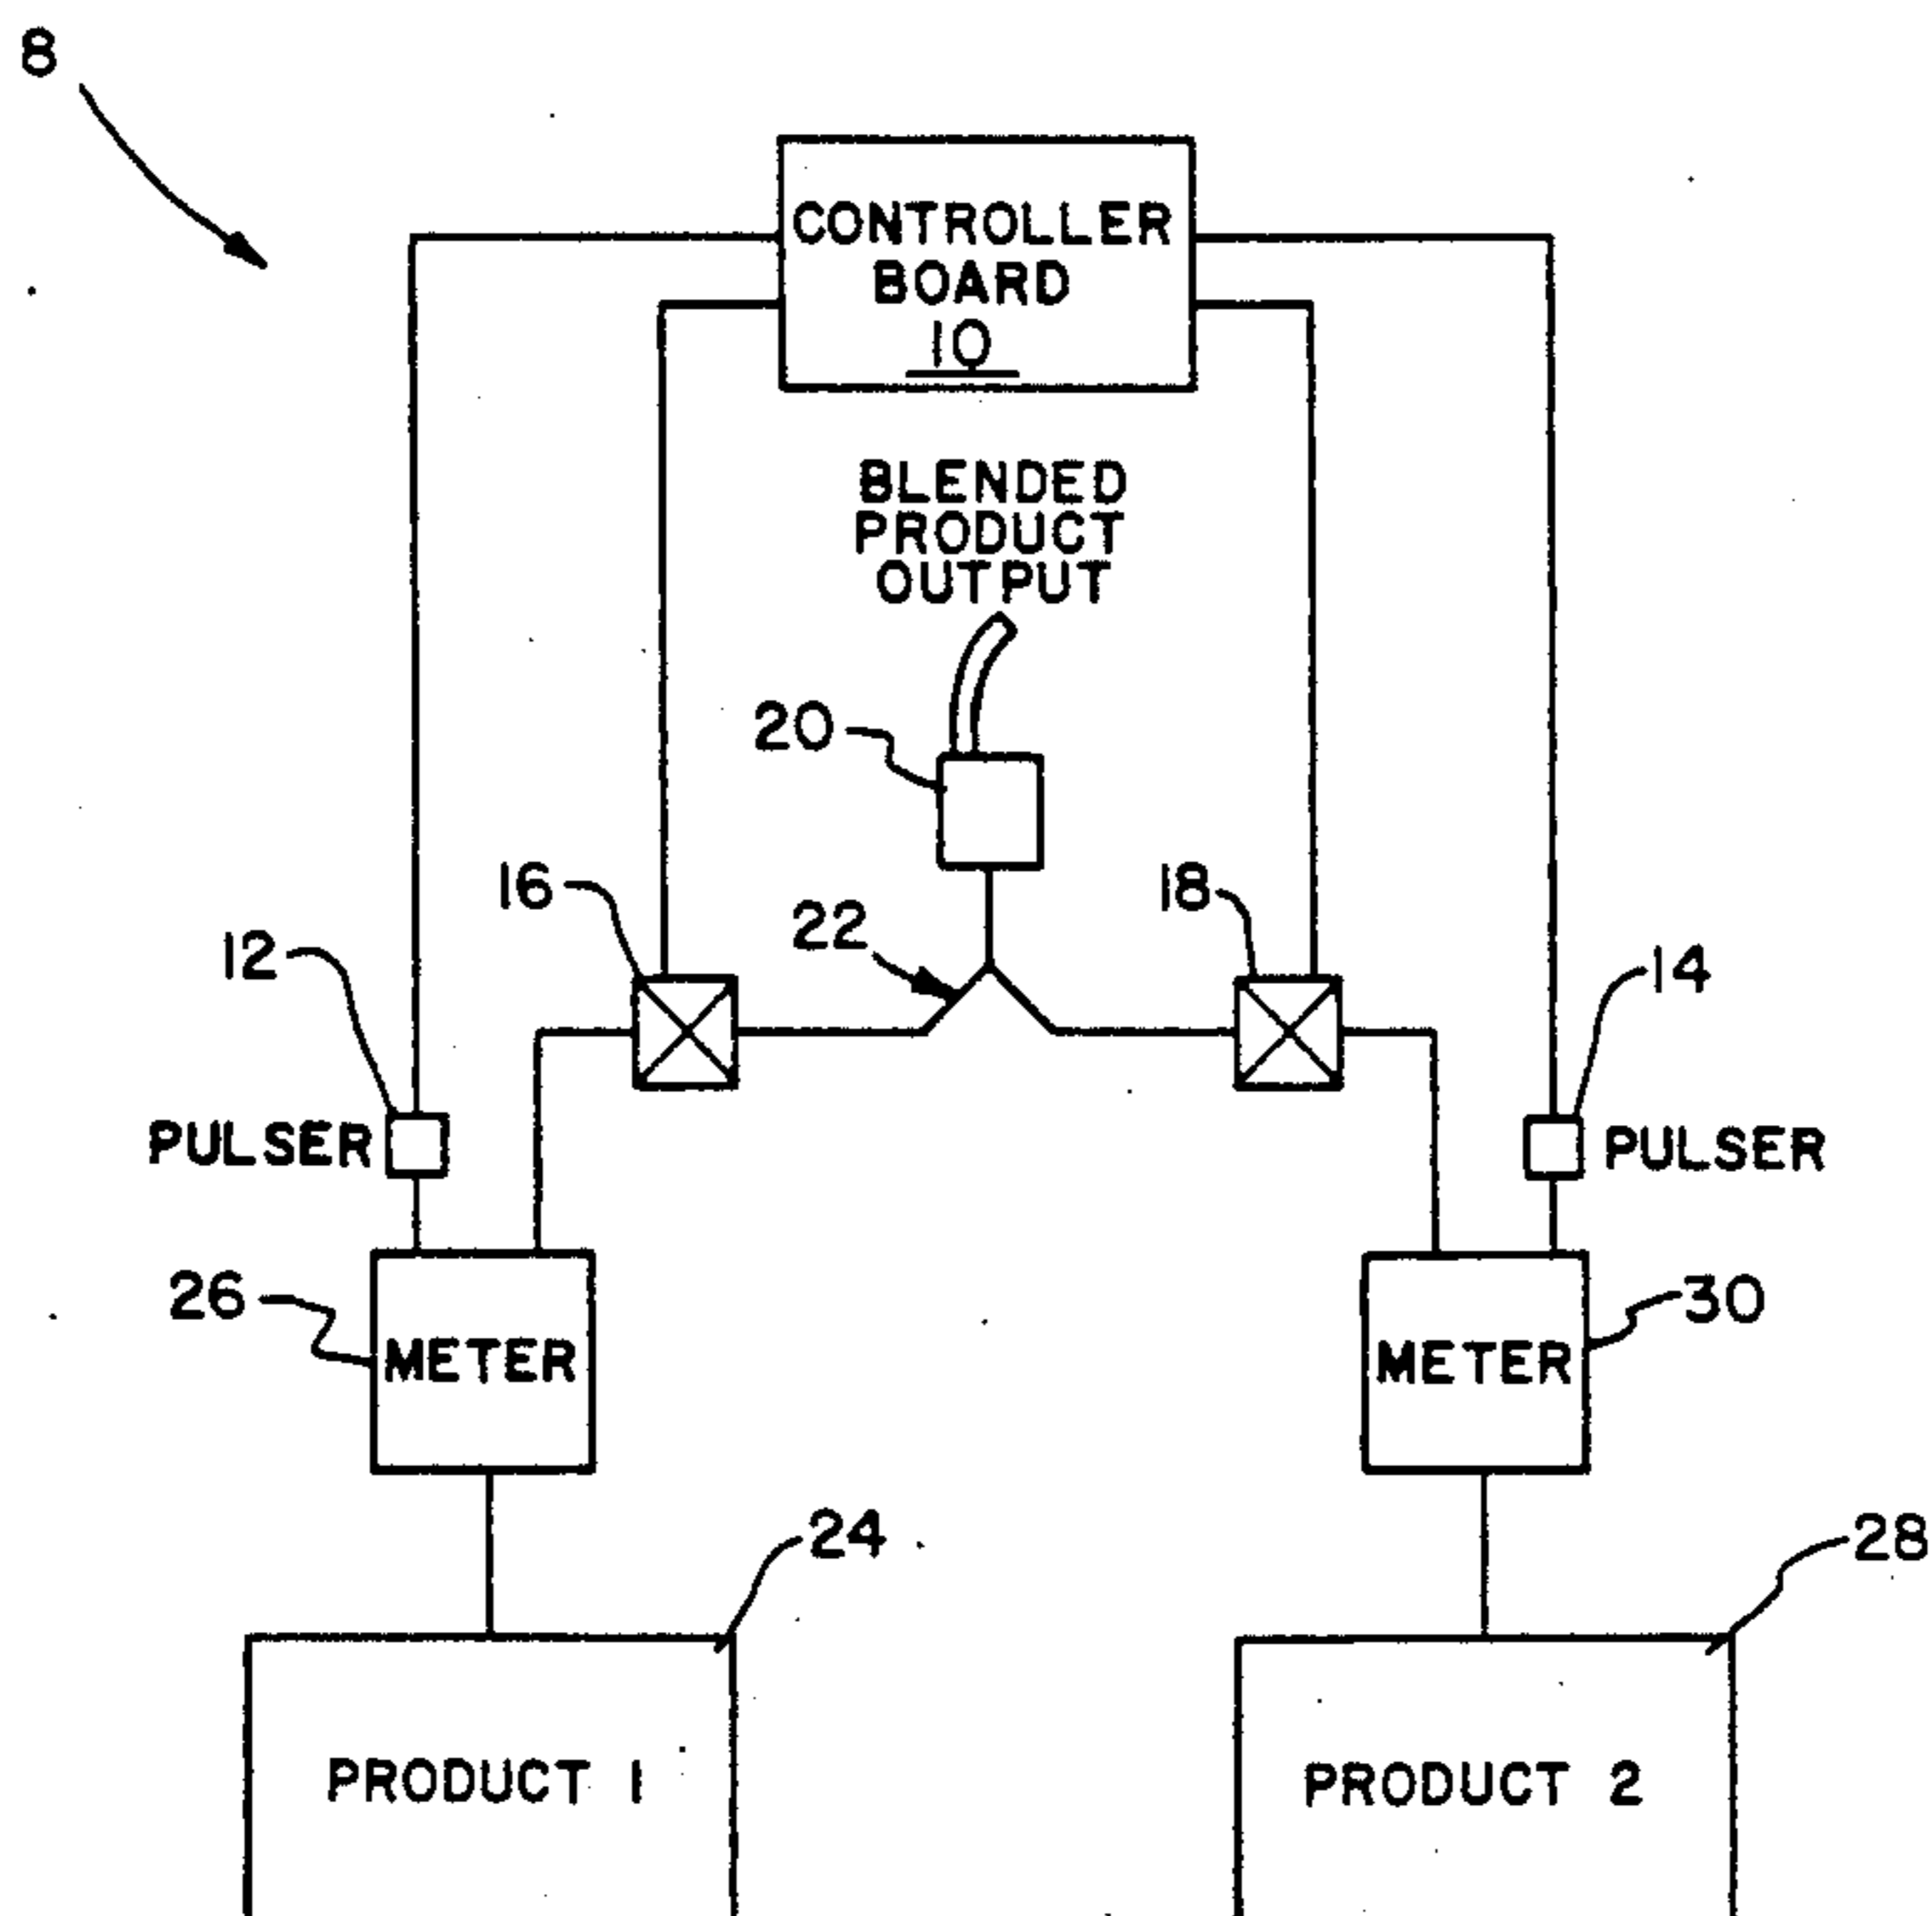 8
CONTROLLER
BOARD
10
BLENDED
PRODUCT
OUTPUT
20
16
18
22
12
14
PULSER
PULSER
26
30
METER
METER
24
28
PRODUCT 1
PRODUCT 2